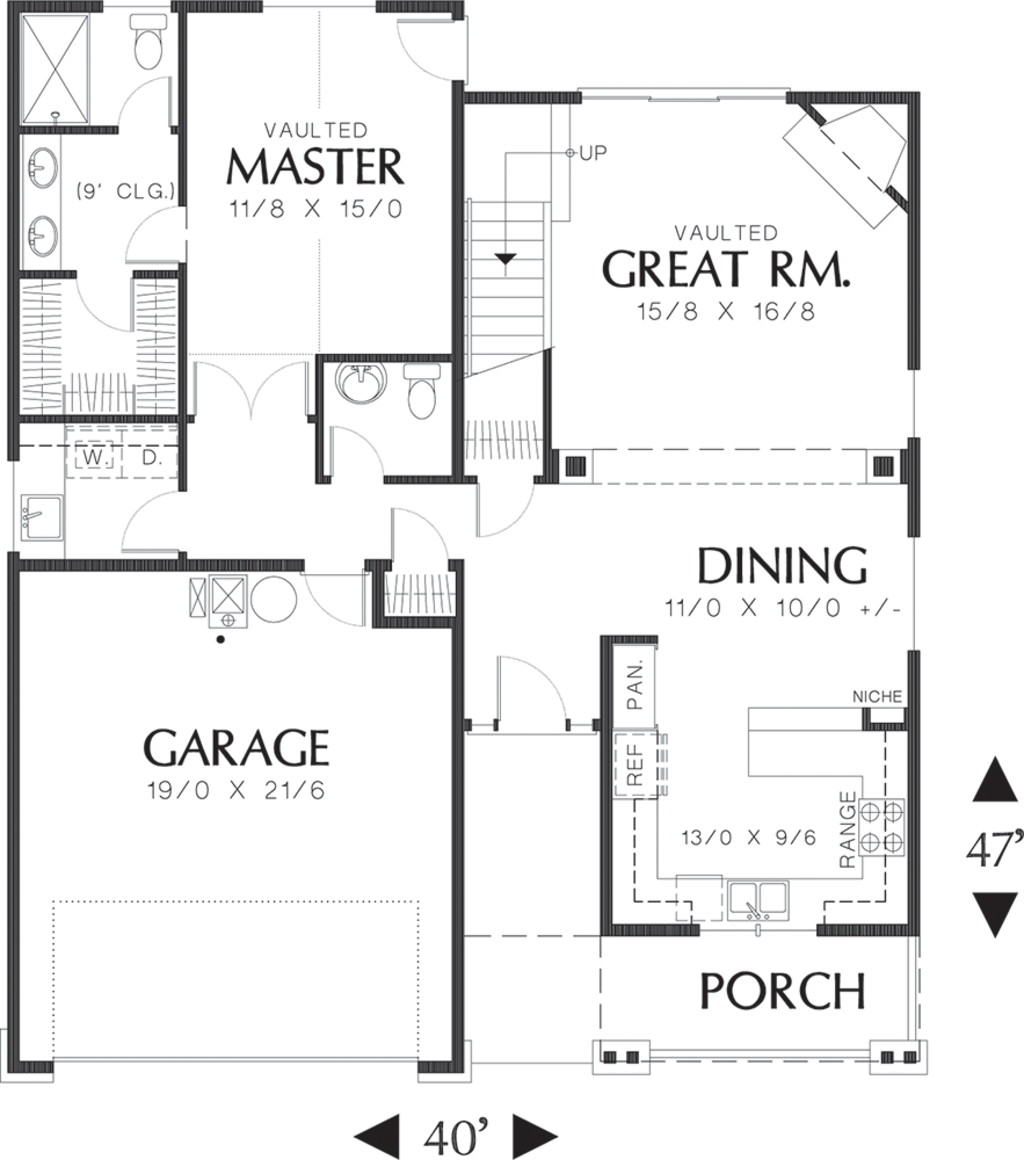 VAULTED
MASTER
11/8 X 15/0
(9' CLG.)
UP
VAULTED
GREAT RM.
15/8 X 16/8
W.
D.
DINING
11/0 X 10/0 +/-
PAN.
NICHE
REF
GARAGE
19/0 X 21/6
13/0 X 9/6
RANGE
47'
PORCH
40'